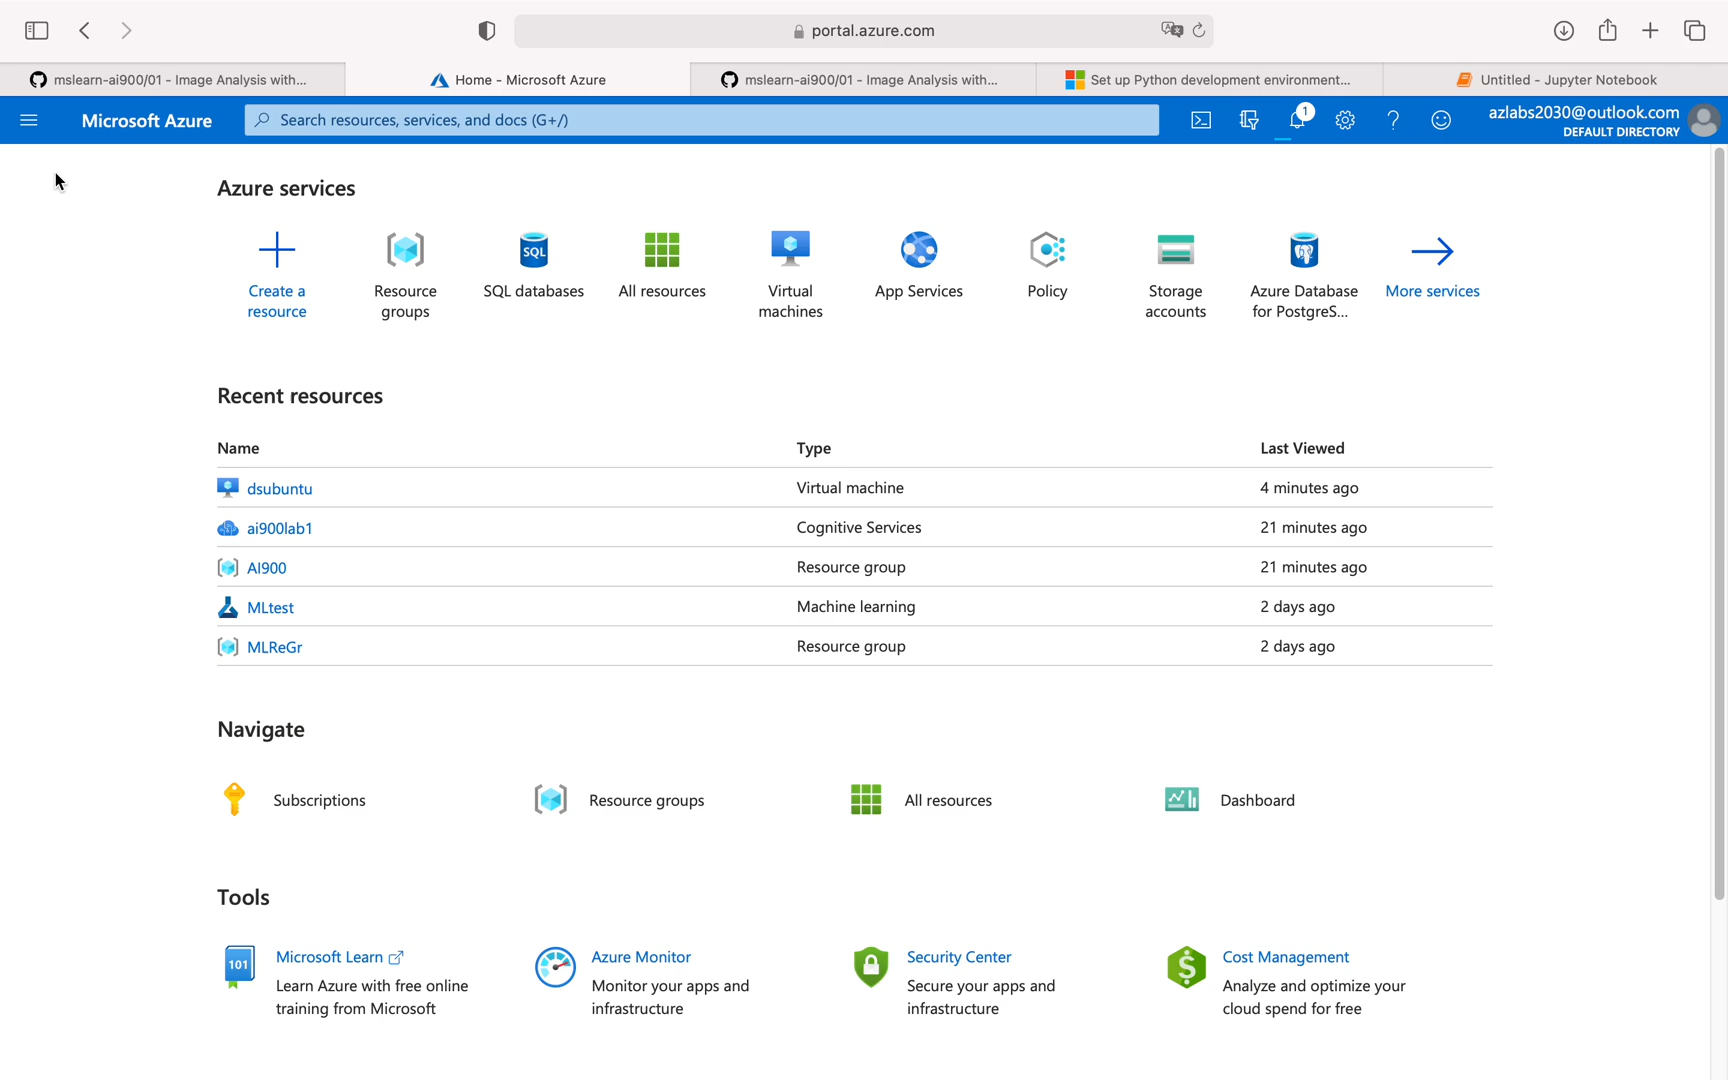 portal.azure.com
mslearn-ai900/01 - Image Analysis with...
Home - Microsoft Azure
mslearn-ai900/01 - Image Analysis with...
Set up Python development environment...
Untitled - Jupyter Notebook
Microsoft Azure
Search resources, services, and docs (G+/)
1
azlabs2030@outlook.com
DEFAULT DIRECTORY
Azure services
Create a
resource
Resource
groups
SQL
SQL databases
All resources
Virtual
machines
App Services
Policy
Storage
accounts
Azure Database
for PostgreS...
More services
Recent resources
Name Type Last Viewed
dsubuntu Virtual machine 4 minutes ago
ai900lab1 Cognitive Services 21 minutes ago
AI900 Resource group 21 minutes ago
MLtest Machine learning 2 days ago
MLReGr Resource group 2 days ago
Navigate
Subscriptions Resource groups All resources Dashboard
Tools
101
Microsoft Learn
Learn Azure with free online
training from Microsoft
Azure Monitor
Monitor your apps and
infrastructure
Security Center
Secure your apps and
infrastructure
$
Cost Management
Analyze and optimize your
cloud spend for free